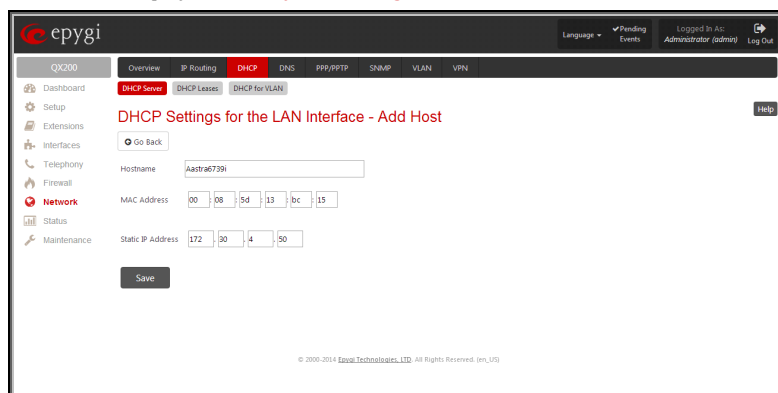 epygi
Language
Pending Events
Logged In As: Administrator (admin)
Log Out
QX200
Overview IP Routing DHCP DNS PPP/PPTP SNMP VLAN VPN
Dashboard
DHCP Server DHCP Leases DHCP for VLAN
Setup
Help
DHCP Settings for the LAN Interface - Add Host
Extensions
Interfaces
Go Back
Telephony
Hostname Aastra6739i
Firewall
Network
MAC Address 00 : 08 : 5d : 13 : bc : 15
Status
Maintenance
Static IP Address 172 . 30 . 4 . 50
Save
© 2000-2014 Epygi Technologies, LTD. All Rights Reserved. (en_US)